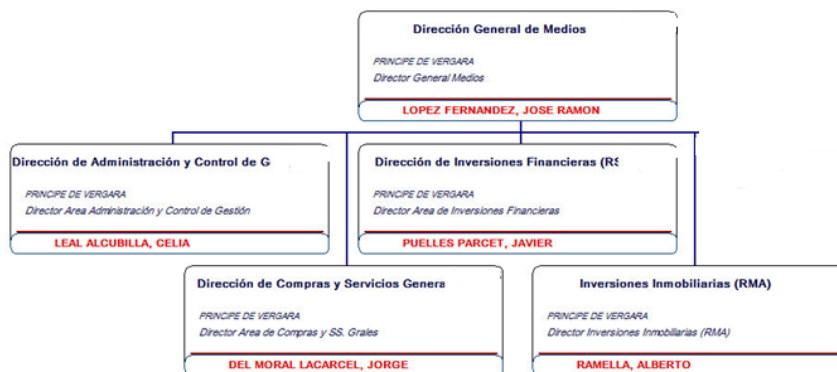 Dirección General de Medios
PRINCIPE DE VERGARA
Director General Medios
LOPEZ FERNANDEZ, JOSE RAMON
Dirección de Administración y Control de G
PRINCIPE DE VERGARA
Director Area Administración y Control de Gestión
LEAL ALCUBILLA, CELIA
Dirección de Inversiones Financieras (RS
PRINCIPE DE VERGARA
Director Area de Inversiones Financieras
PUELLES PARCET, JAVIER
Dirección de Compras y Servicios Genera
PRINCIPE DE VERGARA
Director Area de Compras y SS. Grales
DEL MORAL LACARCEL, JORGE
Inversiones Inmobiliarias (RMA)
PRINCIPE DE VERGARA
Director Inversiones Inmobiliarias (RMA)
RAMELLA, ALBERTO